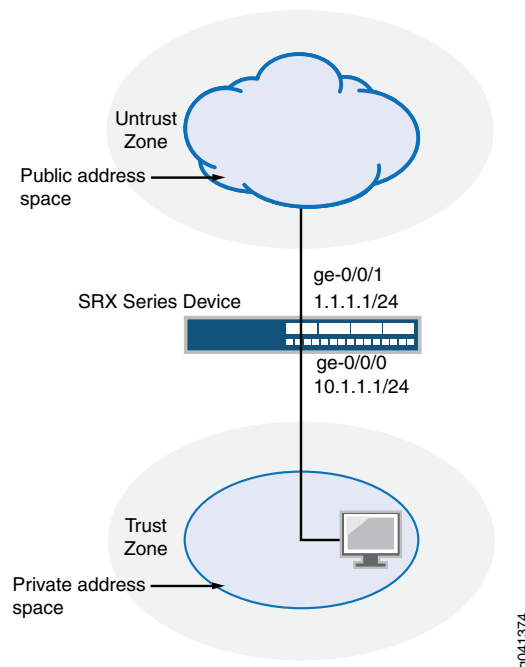 Untrust
Zone
Public address
space
ge-0/0/1
SRX Series Device
1.1.1.1/24
ge-0/0/0
10.1.1.1/24
Trust
Zone
Private address
space
g041374